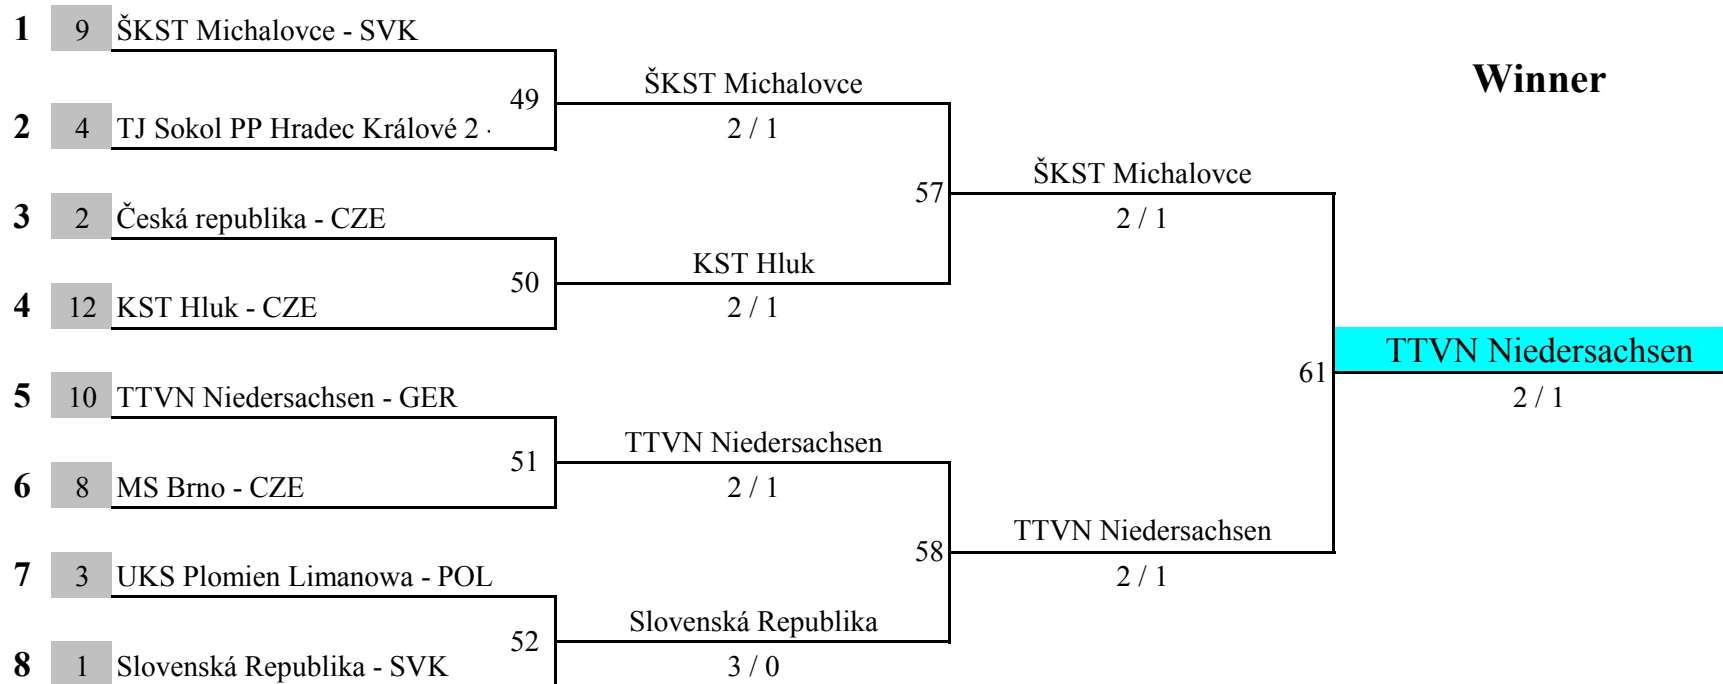 1 9 ŠKST Michalovce - SVK
Winner
ŠKST Michalovce
49
2 4 TJ Sokol PP Hradec Králové 2 -
2 / 1
ŠKST Michalovce
57
3 2 Česká republika - CZE
2 / 1
KST Hluk
50
4 12 KST Hluk - CZE
2 / 1
TTVN Niedersachsen
61
5 10 TTVN Niedersachsen - GER
2 / 1
TTVN Niedersachsen
51
6 8 MS Brno - CZE
2 / 1
TTVN Niedersachsen
58
7 3 UKS Plomien Limanowa - POL
2 / 1
Slovenská Republika
52
8 1 Slovenská Republika - SVK
3 / 0